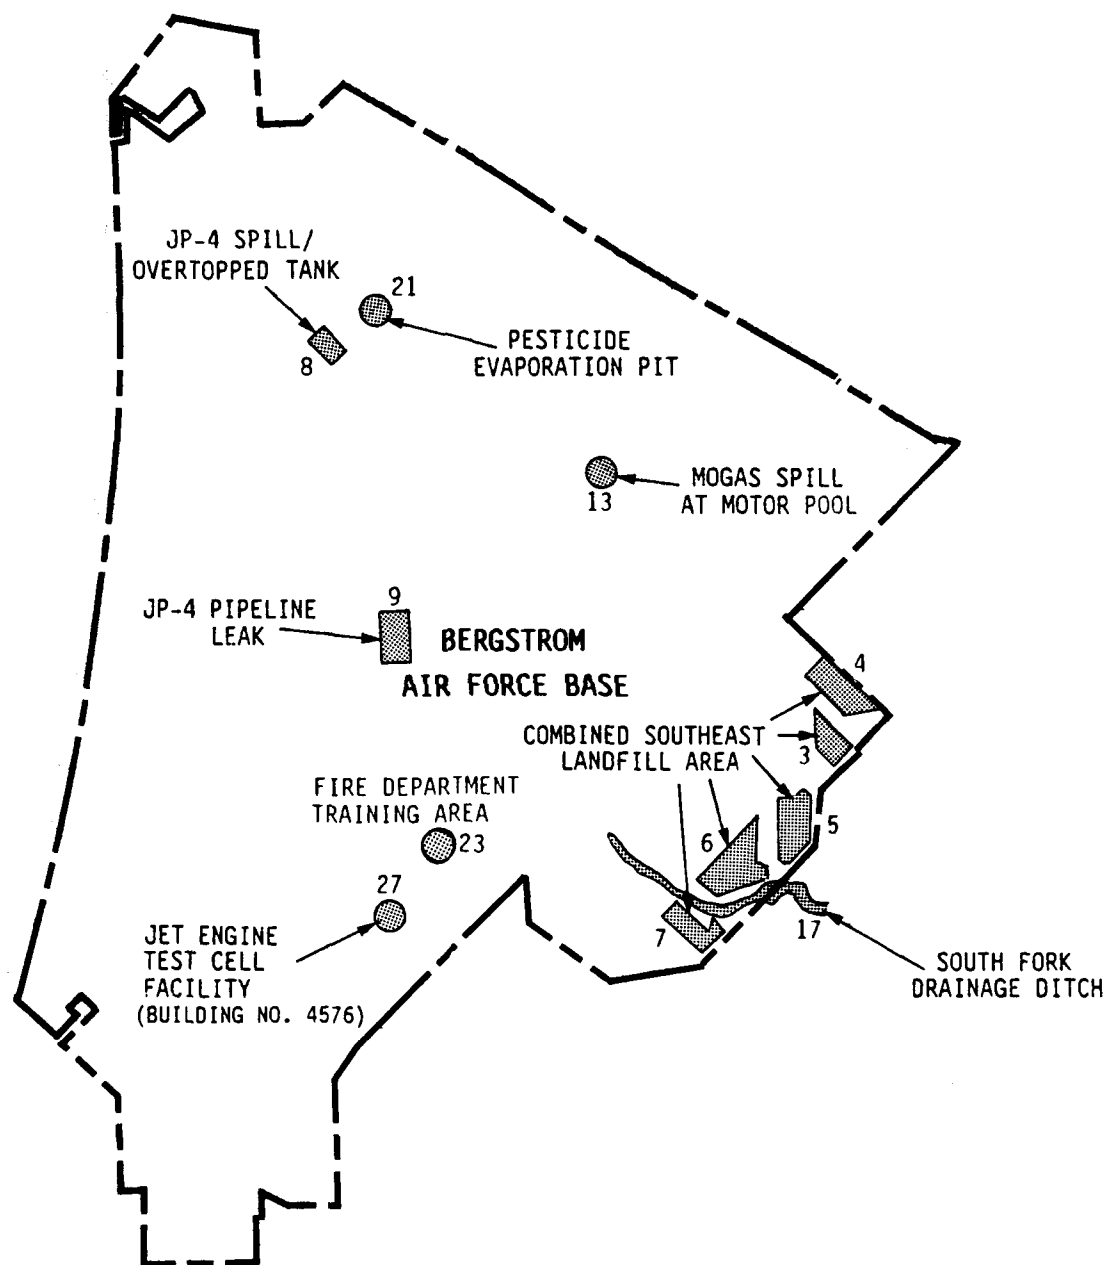 JP-4 SPILL/
OVERTOPPED TANK
21
8
PESTICIDE
EVAPORATION PIT
13
MOGAS SPILL
AT MOTOR POOL
9
JP-4 PIPELINE
LEAK
BERGSTROM
AIR FORCE BASE
4
3
COMBINED SOUTHEAST
LANDFILL AREA
5
6
FIRE DEPARTMENT
TRAINING AREA
23
27
7
17
JET ENGINE
TEST CELL
FACILITY
(BUILDING NO. 4576)
SOUTH FORK
DRAINAGE DITCH